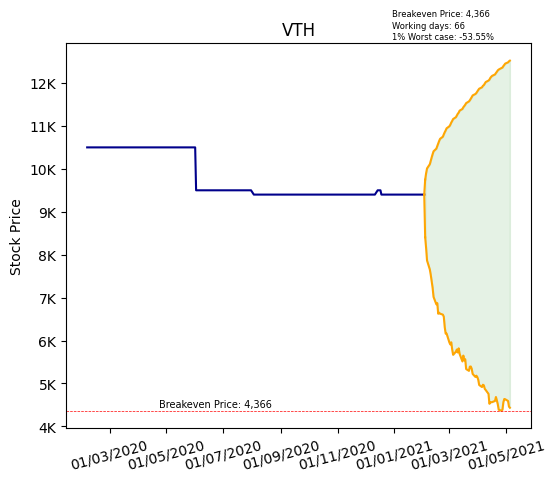 Breakeven Price: 4,366
Working days: 66
1% Worst case: -53.55%
VTH
Stock Price
12K
11K
10K
9K
8K
7K
6K
5K
4K
Breakeven Price: 4,366
01/03/2020
01/05/2020
01/07/2020
01/09/2020
01/11/2020
01/01/2021
01/03/2021
01/05/2021